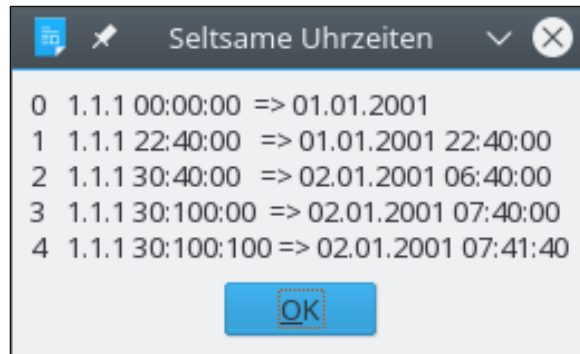 Seltsame Uhrzeiten
0 1.1.1 00:00:00 => 01.01.2001
1 1.1.1 22:40:00 => 01.01.2001 22:40:00
2 1.1.1 30:40:00 => 02.01.2001 06:40:00
3 1.1.1 30:100:00 => 02.01.2001 07:40:00
4 1.1.1 30:100:100 => 02.01.2001 07:41:40
OK